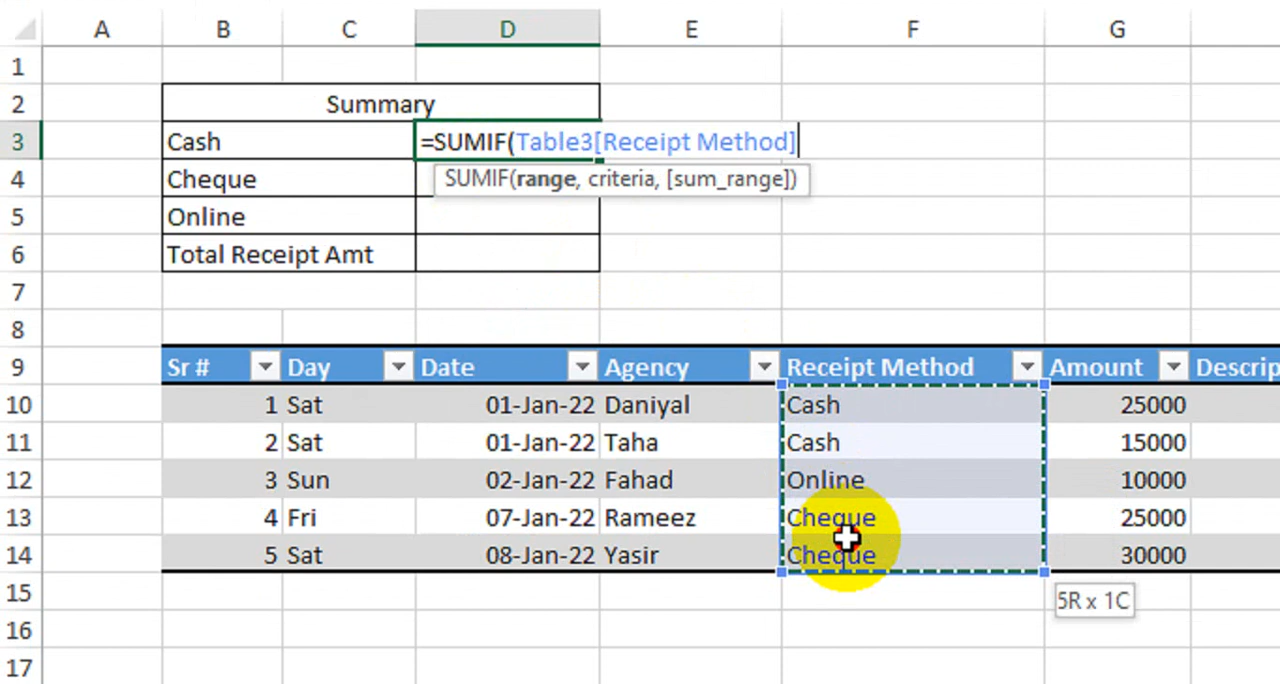 A B C D E F G
1
2 Summary
3 Cash =SUMIF(Table3[Receipt Method]
4 Cheque SUMIF(range, criteria, [sum_range])
5 Online
6 Total Receipt Amt
7
8
9 Sr # Day Date Agency Receipt Method Amount Descrip
10 1 Sat 01-Jan-22 Daniyal Cash 25000
11 2 Sat 01-Jan-22 Taha Cash 15000
12 3 Sun 02-Jan-22 Fahad Online 10000
13 4 Fri 07-Jan-22 Rameez Cheque 25000
14 5 Sat 08-Jan-22 Yasir Cheque 30000
15 5R x 1C
16
17